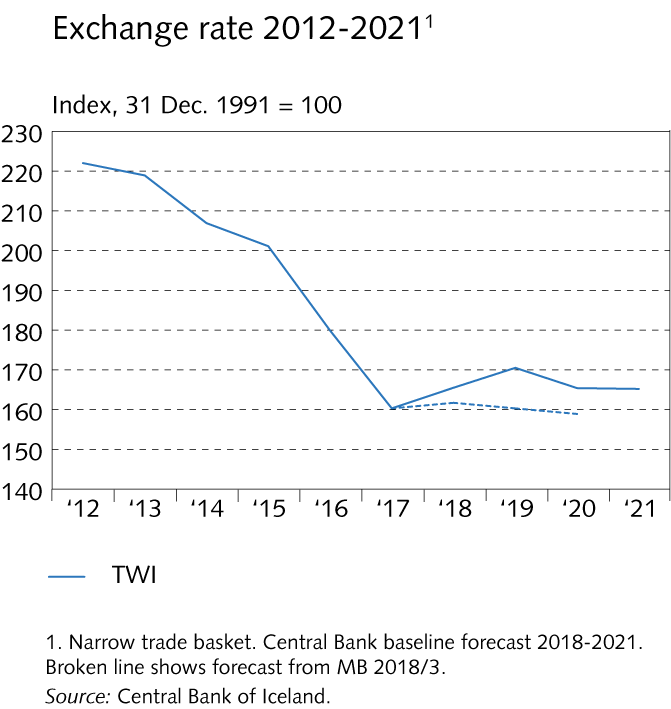 Exchange rate 2012-2021¹
Index, 31 Dec. 1991 = 100
230
220
210
200
190
180
170
160
150
140
‘12 ‘13 ‘14 ‘15 ‘16 ‘17 ‘18 ‘19 ‘20 ‘21
TWI
1. Narrow trade basket. Central Bank baseline forecast 2018-2021.
Broken line shows forecast from MB 2018/3.
Source: Central Bank of Iceland.